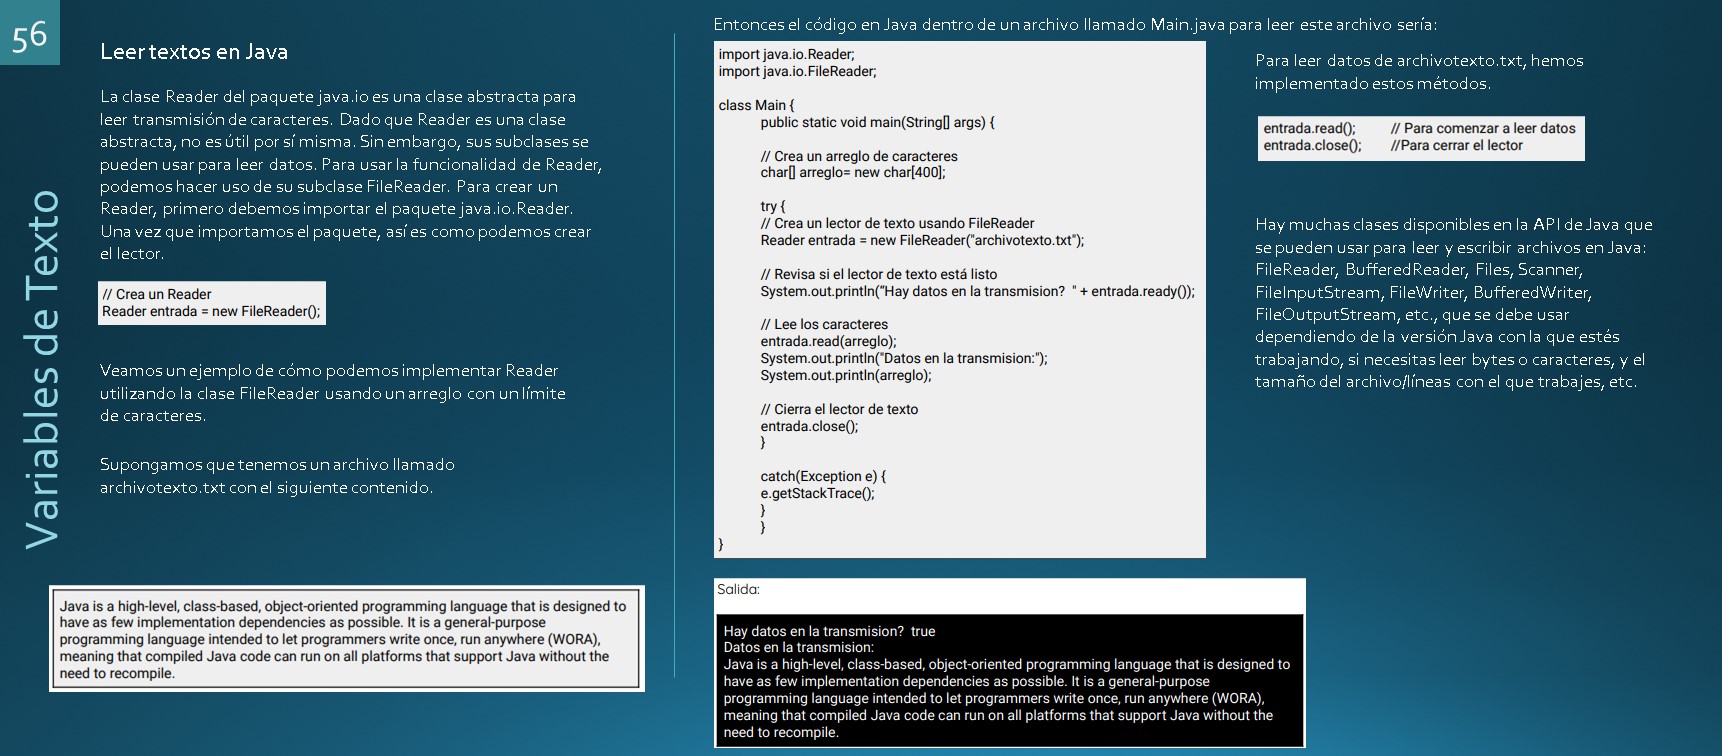 56
Variables de Texto
Leer textos en Java
La clase Reader del paquete java.io es una clase abstracta para
leer transmisión de caracteres. Dado que Reader es una clase
abstracta, no es útil por sí misma. Sin embargo, sus subclases se
pueden usar para leer datos. Para usar la funcionalidad de Reader,
podemos hacer uso de su subclase FileReader. Para crear un
Reader, primero debemos importar el paquete java.io.Reader.
Una vez que importamos el paquete, así es como podemos crear
el lector.
// Crea un Reader
Reader entrada = new FileReader();
Veamos un ejemplo de cómo podemos implementar Reader
utilizando la clase FileReader usando un arreglo con un límite
de caracteres.
Supongamos que tenemos un archivo llamado
archivotexto.txt con el siguiente contenido.
Java is a high-level, class-based, object-oriented programming language that is designed to
have as few implementation dependencies as possible. It is a general-purpose
programming language intended to let programmers write once, run anywhere (WORA),
meaning that compiled Java code can run on all platforms that support Java without the
need to recompile.
Entonces el código en Java dentro de un archivo llamado Main.java para leer este archivo sería:
import java.io.Reader;
import java.io.FileReader;
class Main {
public static void main(String[] args) {
// Crea un arreglo de caracteres
char[] arreglo= new char[400];
try {
// Crea un lector de texto usando FileReader
Reader entrada = new FileReader("archivotexto.txt");
// Revisa si el lector de texto está listo
System.out.println("Hay datos en la transmision?  " + entrada.ready());
// Lee los caracteres
entrada.read(arreglo);
System.out.println("Datos en la transmision:");
System.out.println(arreglo);
// Cierra el lector de texto
entrada.close();
}
catch(Exception e) {
e.getStackTrace();
}
}
}
Salida:
Hay datos en la transmision?  true
Datos en la transmision:
Java is a high-level, class-based, object-oriented programming language that is designed to
have as few implementation dependencies as possible. It is a general-purpose
programming language intended to let programmers write once, run anywhere (WORA),
meaning that compiled Java code can run on all platforms that support Java without the
need to recompile.
Para leer datos de archivotexto.txt, hemos
implementado estos métodos.
entrada.read(); // Para comenzar a leer datos
entrada.close(); //Para cerrar el lector
Hay muchas clases disponibles en la API de Java que
se pueden usar para leer y escribir archivos en Java:
FileReader, BufferedReader, Files, Scanner,
FileInputStream, FileWriter, BufferedWriter,
FileOutputStream, etc., que se debe usar
dependiendo de la versión Java con la que estés
trabajando, si necesitas leer bytes o caracteres, y el
tamaño del archivo/líneas con el que trabajes, etc.